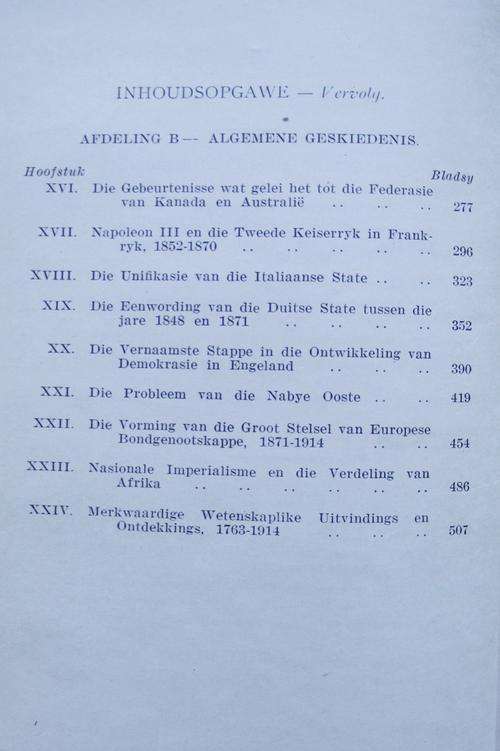 INHOUDSOPGAWE — Vervolg.
AFDELING B — ALGEMENE GESKIEDENIS.
Hoofstuk Bladsy
XVI. Die Gebeurtenisse wat gelei het tot die Federasie
van Kanada en Australië .. .. .. 277
XVII. Napoleon III en die Tweede Keiserryk in Frank-
ryk, 1852-1870 .. .. .. .. .. 296
XVIII. Die Unifikasie van die Italiaanse State .. .. 323
XIX. Die Eenwording van die Duitse State tussen die
jare 1848 en 1871 .. .. .. .. 352
XX. Die Vernaamste Stappe in die Ontwikkeling van
Demokrasie in Engeland .. .. .. 390
XXI. Die Probleem van die Nabye Ooste .. .. 419
XXII. Die Vorming van die Groot Stelsel van Europese
Bondgenootskappe, 1871-1914 .. .. 454
XXIII. Nasionale Imperialisme en die Verdeling van
Afrika .. .. .. .. .. .. 486
XXIV. Merkwaardige Wetenskaplike Uitvindings en
Ontdekkings, 1763-1914 .. .. .. 507